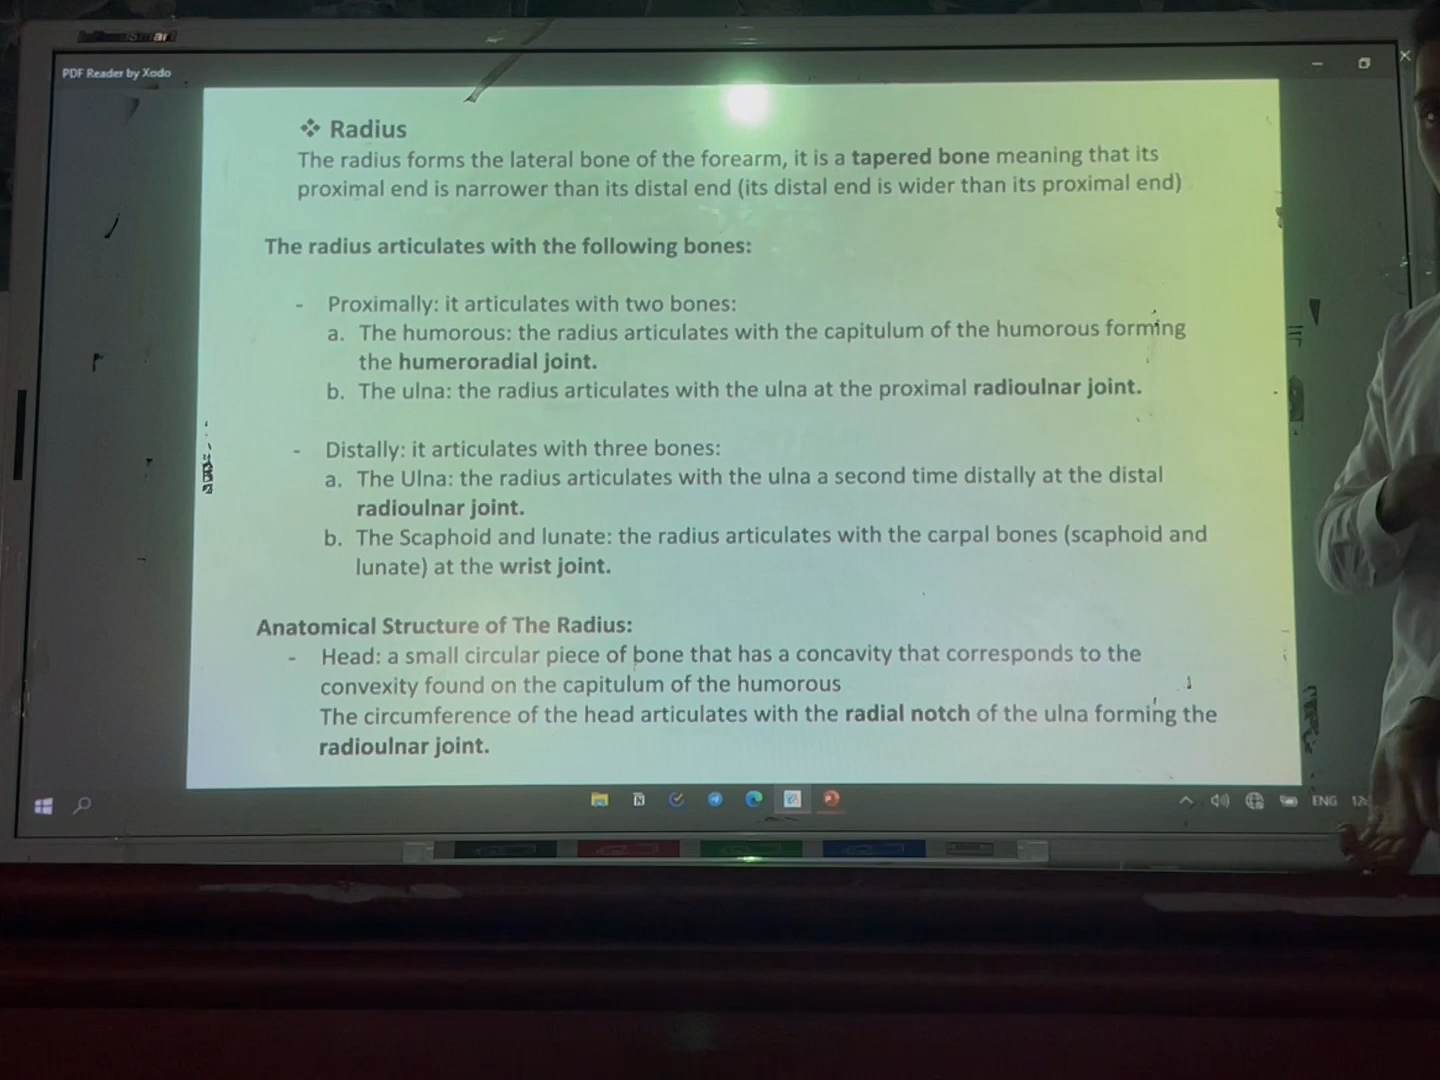 PDF Reader by Xodo
❖ Radius
The radius forms the lateral bone of the forearm, it is a tapered bone meaning that its
proximal end is narrower than its distal end (its distal end is wider than its proximal end)
The radius articulates with the following bones:
- Proximally: it articulates with two bones:
a. The humorous: the radius articulates with the capitulum of the humorous forming
the humeroradial joint.
b. The ulna: the radius articulates with the ulna at the proximal radioulnar joint.
- Distally: it articulates with three bones:
a. The Ulna: the radius articulates with the ulna a second time distally at the distal
radioulnar joint.
b. The Scaphoid and lunate: the radius articulates with the carpal bones (scaphoid and
lunate) at the wrist joint.
Anatomical Structure of The Radius:
- Head: a small circular piece of bone that has a concavity that corresponds to the
convexity found on the capitulum of the humorous
The circumference of the head articulates with the radial notch of the ulna forming the
radioulnar joint.
ENG